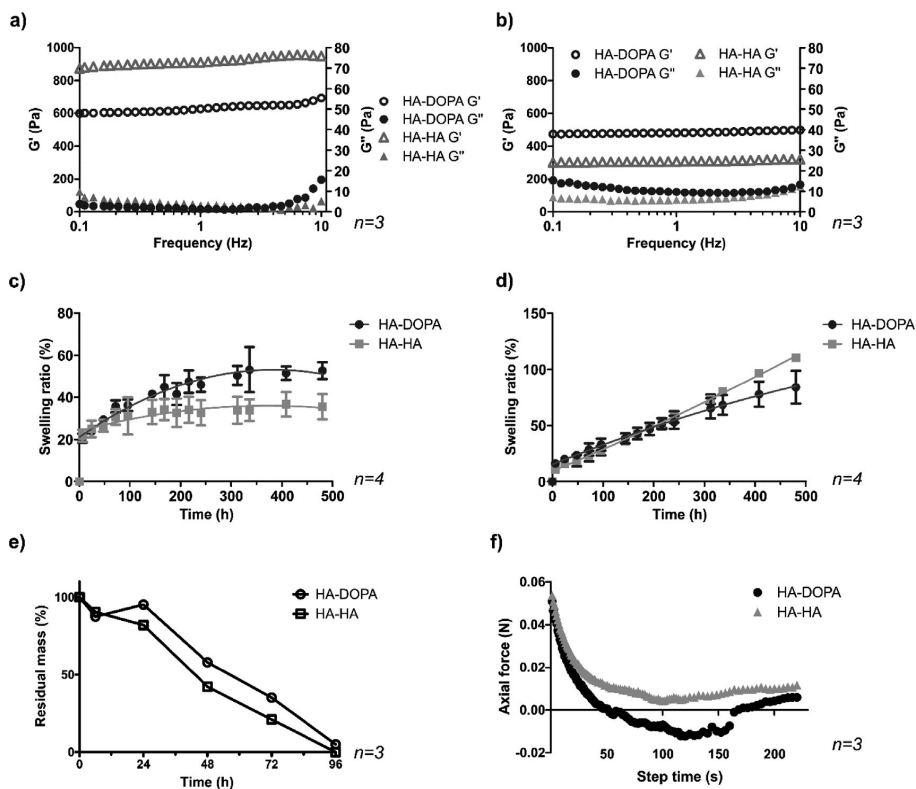 a)
1000
800
600
400
200
0
G' (Pa)
0.1
1
10
Frequency (Hz)
80
70
60
50
40
30
20
10
0
G" (Pa)
HA-DOPA G'
HA-DOPA G"
HA-HA G'
HA-HA G"
n=3
b)
HA-DOPA G'
HA-HA G'
HA-DOPA G"
HA-HA G"
1000
800
600
400
200
0
G' (Pa)
0.1
1
10
Frequency (Hz)
80
70
60
50
40
30
20
10
0
G" (Pa)
n=3
c)
80
60
40
20
0
Swelling ratio (%)
0
100
200
300
400
500
Time (h)
HA-DOPA
HA-HA
n=4
d)
150
100
50
0
Swelling ratio (%)
0
100
200
300
400
500
Time (h)
HA-DOPA
HA-HA
n=4
e)
100
50
0
Residual mass (%)
0
24
48
72
96
Time (h)
HA-DOPA
HA-HA
n=3
f)
0.06
0.04
0.02
0.00
-0.02
Axial force (N)
50
100
150
200
Step time (s)
HA-DOPA
HA-HA
n=3